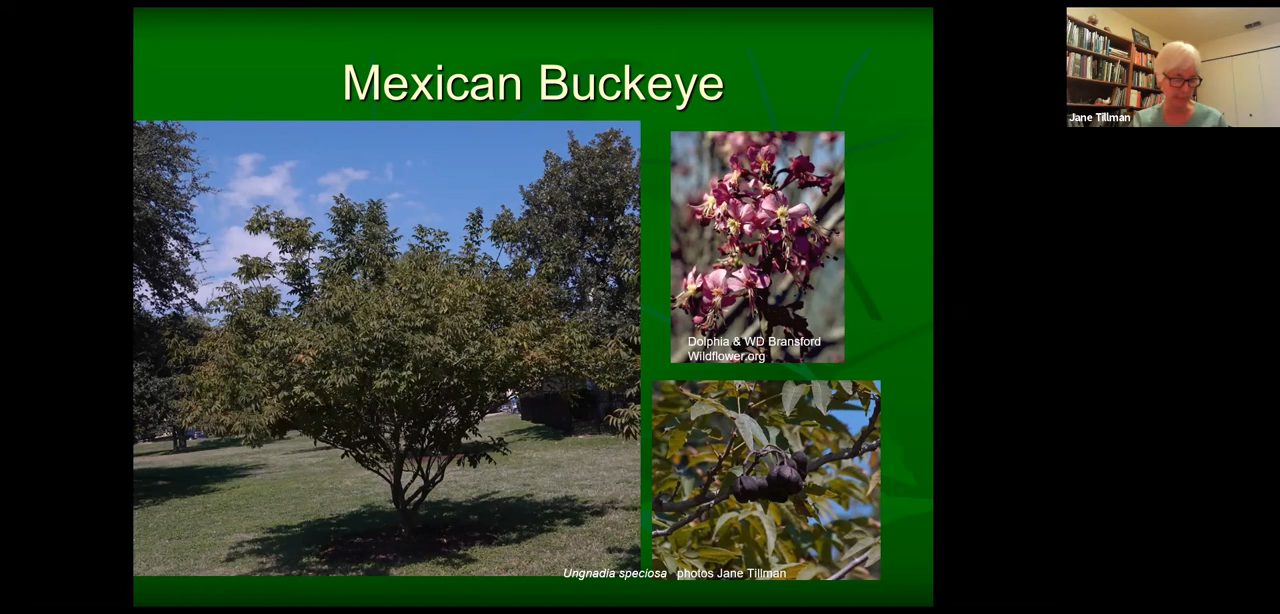 Mexican Buckeye
Jane Tillman
Dolphia & WD Bransford
Wildflower.org
Ungnadia speciosa photos Jane Tillman